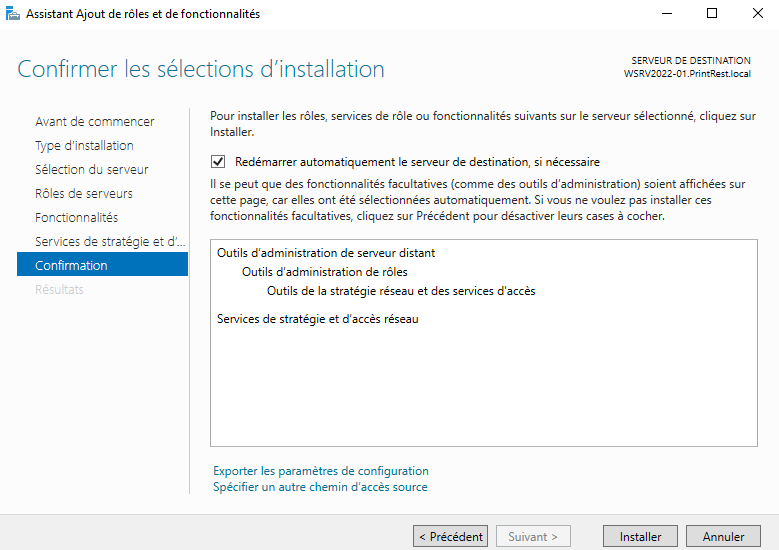 Assistant Ajout de rôles et de fonctionnalités
Confirmer les sélections d'installation
SERVEUR DE DESTINATION
WSRV2022-01.PrintRest.local
Avant de commencer
Type d'installation
Sélection du serveur
Rôles de serveurs
Fonctionnalités
Services de stratégie et d'...
Confirmation
Résultats
Pour installer les rôles, services de rôle ou fonctionnalités suivants sur le serveur sélectionné, cliquez sur
Installer.
Redémarrer automatiquement le serveur de destination, si nécessaire
Il se peut que des fonctionnalités facultatives (comme des outils d'administration) soient affichées sur
cette page, car elles ont été sélectionnées automatiquement. Si vous ne voulez pas installer ces
fonctionnalités facultatives, cliquez sur Précédent pour désactiver leurs cases à cocher.
Outils d'administration de serveur distant
Outils d'administration de rôles
Outils de la stratégie réseau et des services d'accès
Services de stratégie et d'accès réseau
Exporter les paramètres de configuration
Spécifier un autre chemin d'accès source
< Précédent
Suivant >
Installer
Annuler